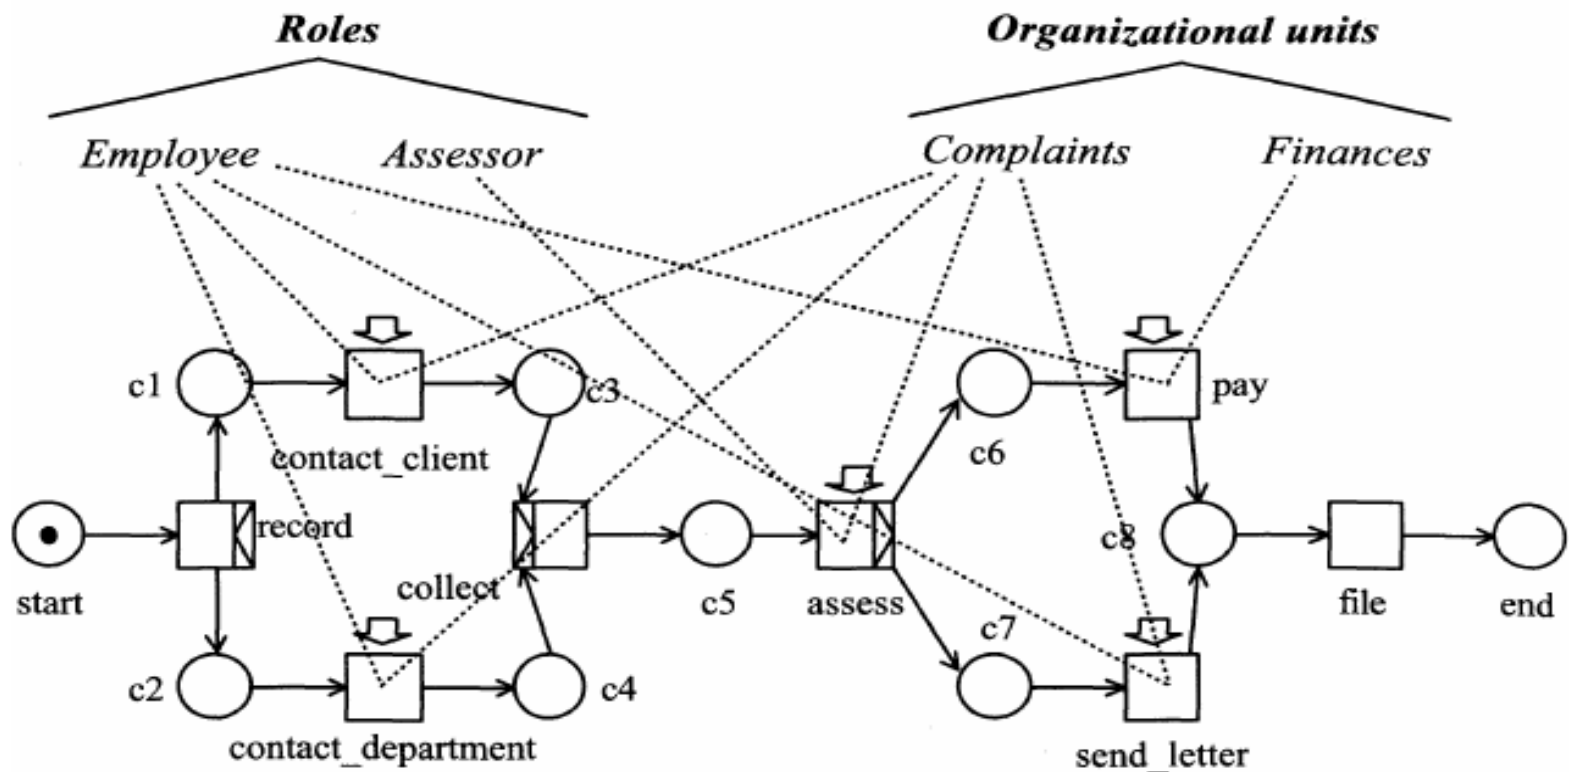 Roles
Organizational units
Employee
Assessor
Complaints
Finances
c1
c3
pay
contact_client
c6
record
c8
collect
start
c5
assess
file
end
c7
c2
c4
contact_department
send_letter